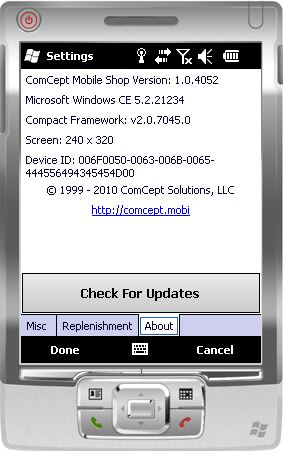 Settings
ComCept Mobile Shop Version: 1.0.4052
Microsoft Windows CE 5.2.21234
Compact Framework: v2.0.7045.0
Screen: 240 x 320
Device ID: 006F0050-0063-006B-0065-
444556494345454D00
© 1999 - 2010 ComCept Solutions, LLC
http://comcept.mobi
Check For Updates
Misc Replenishment About
Done Cancel